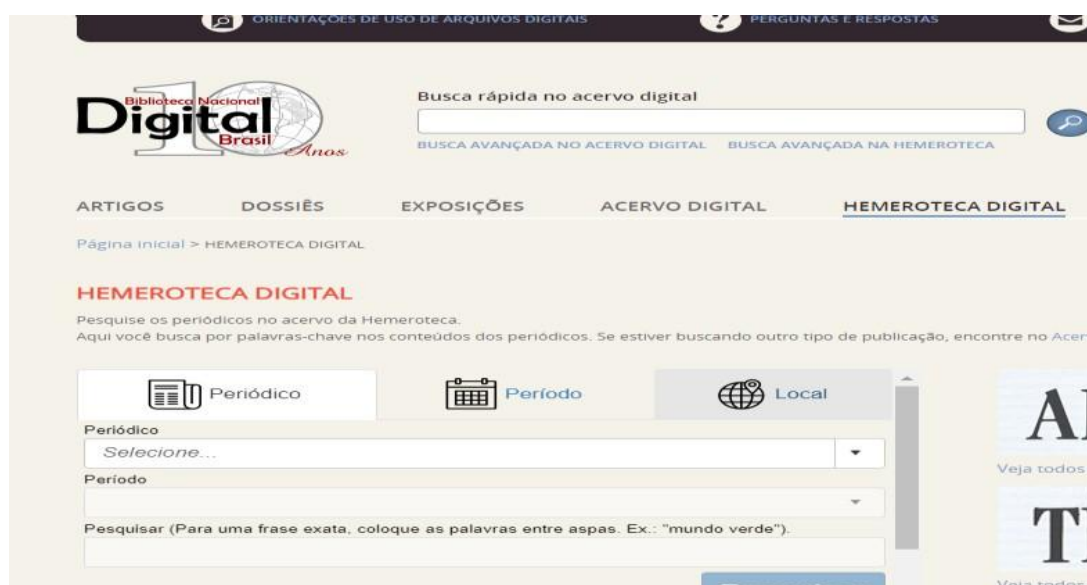 ORIENTAÇÕES DE USO DE ARQUIVOS DIGITAIS
PERGUNTAS E RESPOSTAS
Biblioteca Nacional
Digital
Brasil
10
Anos
Busca rápida no acervo digital
BUSCA AVANÇADA NO ACERVO DIGITAL BUSCA AVANÇADA NA HEMEROTECA
ARTIGOS DOSSIÊS EXPOSIÇÕES ACERVO DIGITAL HEMEROTECA DIGITAL
Página inicial > HEMEROTECA DIGITAL
HEMEROTECA DIGITAL
Pesquise os periódicos no acervo da Hemeroteca.
Aqui você busca por palavras-chave nos conteúdos dos periódicos. Se estiver buscando outro tipo de publicação, encontre no Acer
Periódico Período Local
Periódico
Selecione...
Veja todos
Período
Pesquisar (Para uma frase exata, coloque as palavras entre aspas. Ex.: "mundo verde").